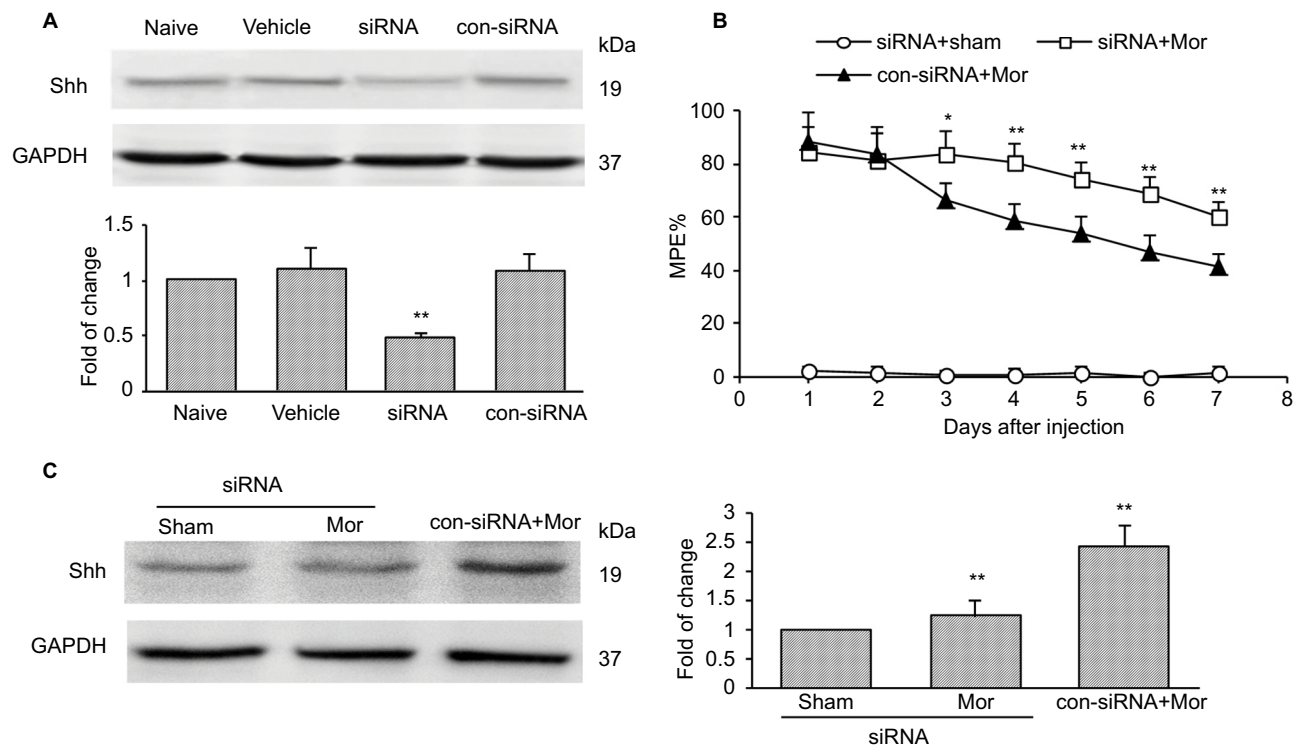 A
Naive Vehicle siRNA con-siRNA
kDa
Shh
19
GAPDH
37
1.5
1
0.5
0
Fold of change
**
Naive Vehicle siRNA con-siRNA
B
siRNA+sham siRNA+Mor
con-siRNA+Mor
100
80
60
40
20
0
MPE%
* ** ** ** **
0 1 2 3 4 5 6 7 8
Days after injection
C
siRNA
Sham Mor con-siRNA+Mor
kDa
Shh
19
GAPDH
37
3
2.5
2
1.5
1
0.5
0
Fold of change
**
**
Sham Mor con-siRNA+Mor
siRNA